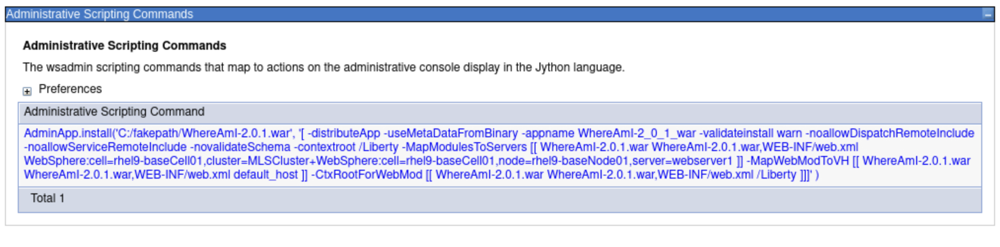 Administrative Scripting Commands
Administrative Scripting Commands
The wsadmin scripting commands that map to actions on the administrative console display in the Jython language.
Preferences
Administrative Scripting Command
AdminApp.install('C:/fakepath/WhereAmI-2.0.1.war', '[ -distributeApp -useMetaDataFromBinary -appname WhereAmI-2_0_1_war -validateinstall warn -noallowDispatchRemoteInclude
-noallowServiceRemoteInclude -novalidateSchema -contextroot /Liberty -MapModulesToServers [[ WhereAmI-2.0.1.war WhereAmI-2.0.1.war,WEB-INF/web.xml
WebSphere:cell=rhel9-baseCell01,cluster=MLSCluster+WebSphere:cell=rhel9-baseCell01,node=rhel9-baseNode01,server=webserver1 ]] -MapWebModToVH [[ WhereAmI-2.0.1.war
WhereAmI-2.0.1.war,WEB-INF/web.xml default_host ]] -CtxRootForWebMod [[ WhereAmI-2.0.1.war WhereAmI-2.0.1.war,WEB-INF/web.xml /Liberty ]]]' )
Total 1